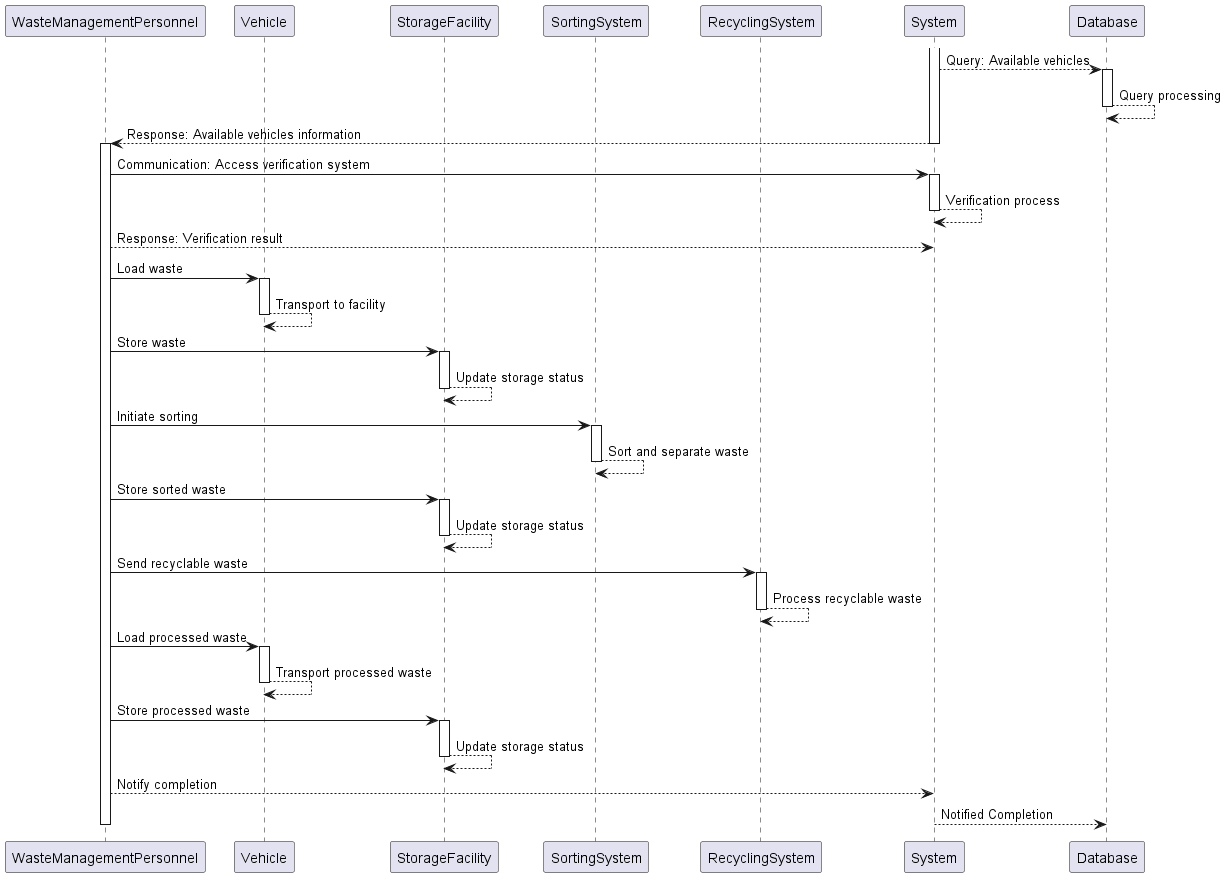 WasteManagementPersonnel
Vehicle
StorageFacility
SortingSystem
RecyclingSystem
System
Database
Query: Available vehicles
Query processing
Response: Available vehicles information
Communication: Access verification system
Verification process
Response: Verification result
Load waste
Transport to facility
Store waste
Update storage status
Initiate sorting
Sort and separate waste
Store sorted waste
Update storage status
Send recyclable waste
Process recyclable waste
Load processed waste
Transport processed waste
Store processed waste
Update storage status
Notify completion
Notified Completion
WasteManagementPersonnel
Vehicle
StorageFacility
SortingSystem
RecyclingSystem
System
Database